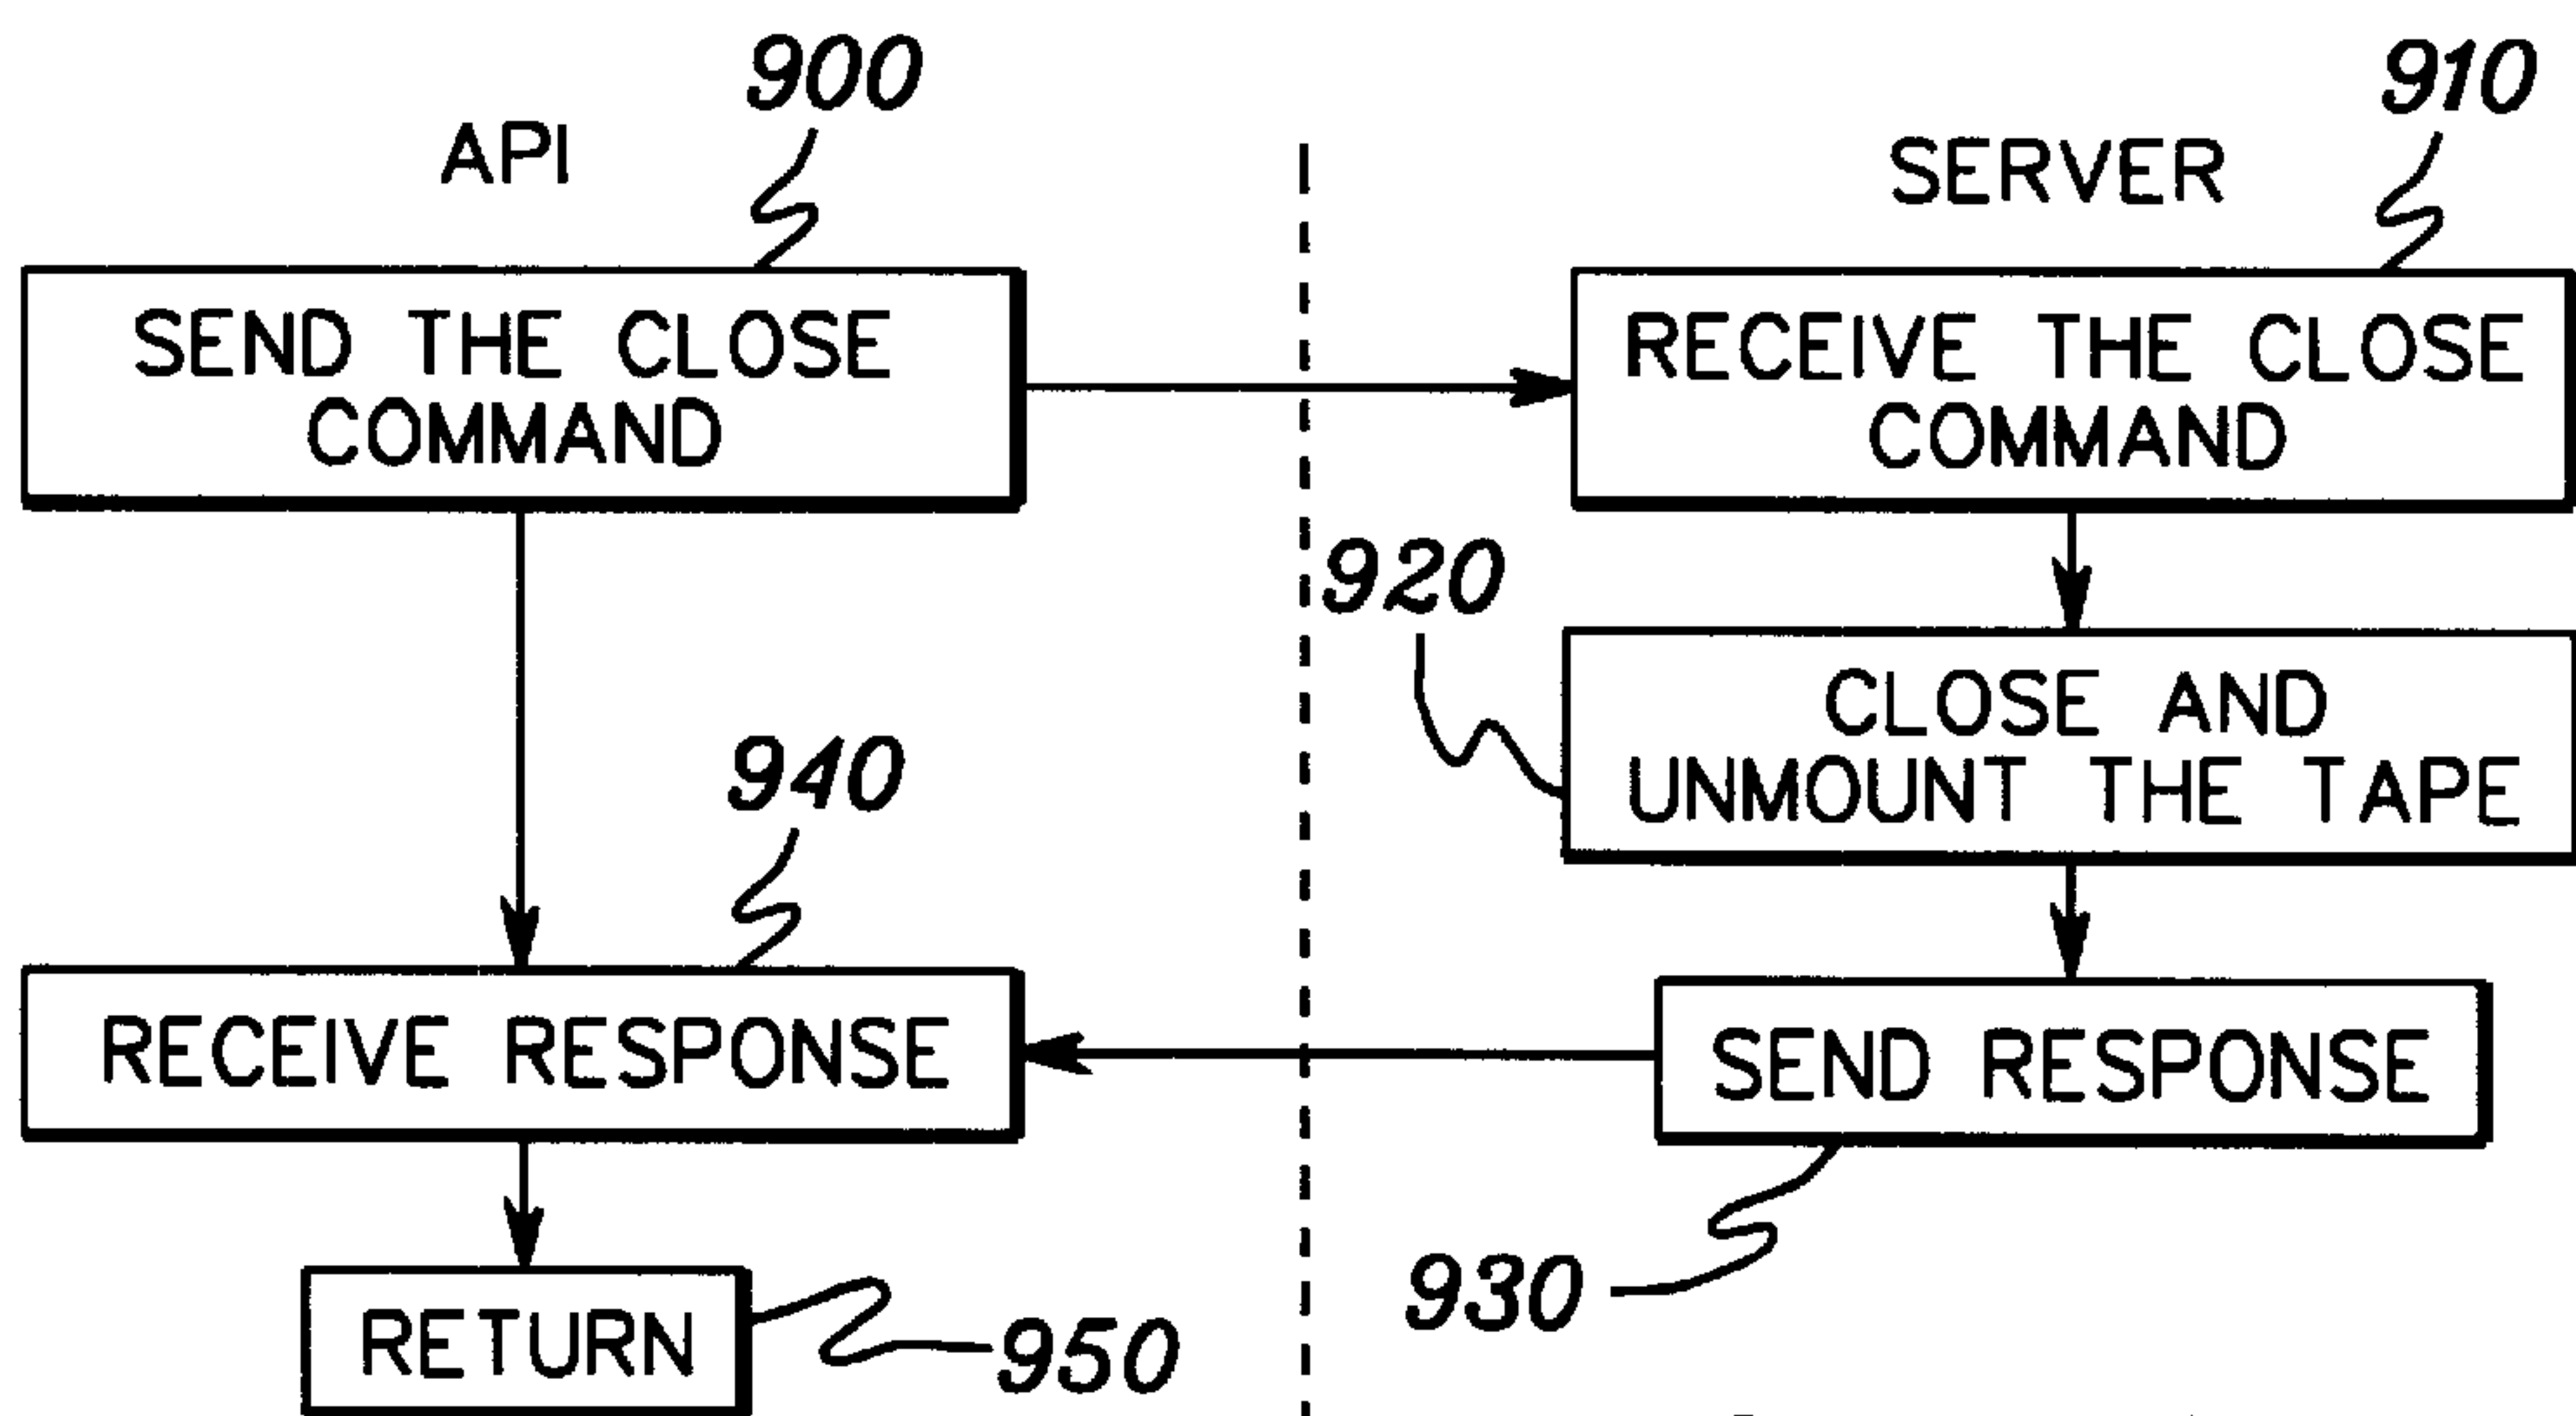 900
910
API
SERVER
SEND THE CLOSE
COMMAND
RECEIVE THE CLOSE
COMMAND
920
CLOSE AND
UNMOUNT THE TAPE
940
RECEIVE RESPONSE
SEND RESPONSE
930
RETURN
950